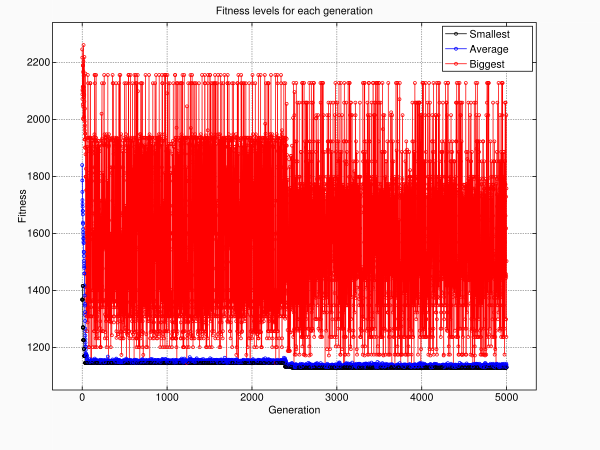 Fitness levels for each generation
Smallest
Average
Biggest
2200
2000
1800
1600
1400
1200
Fitness
0 1000 2000 3000 4000 5000
Generation